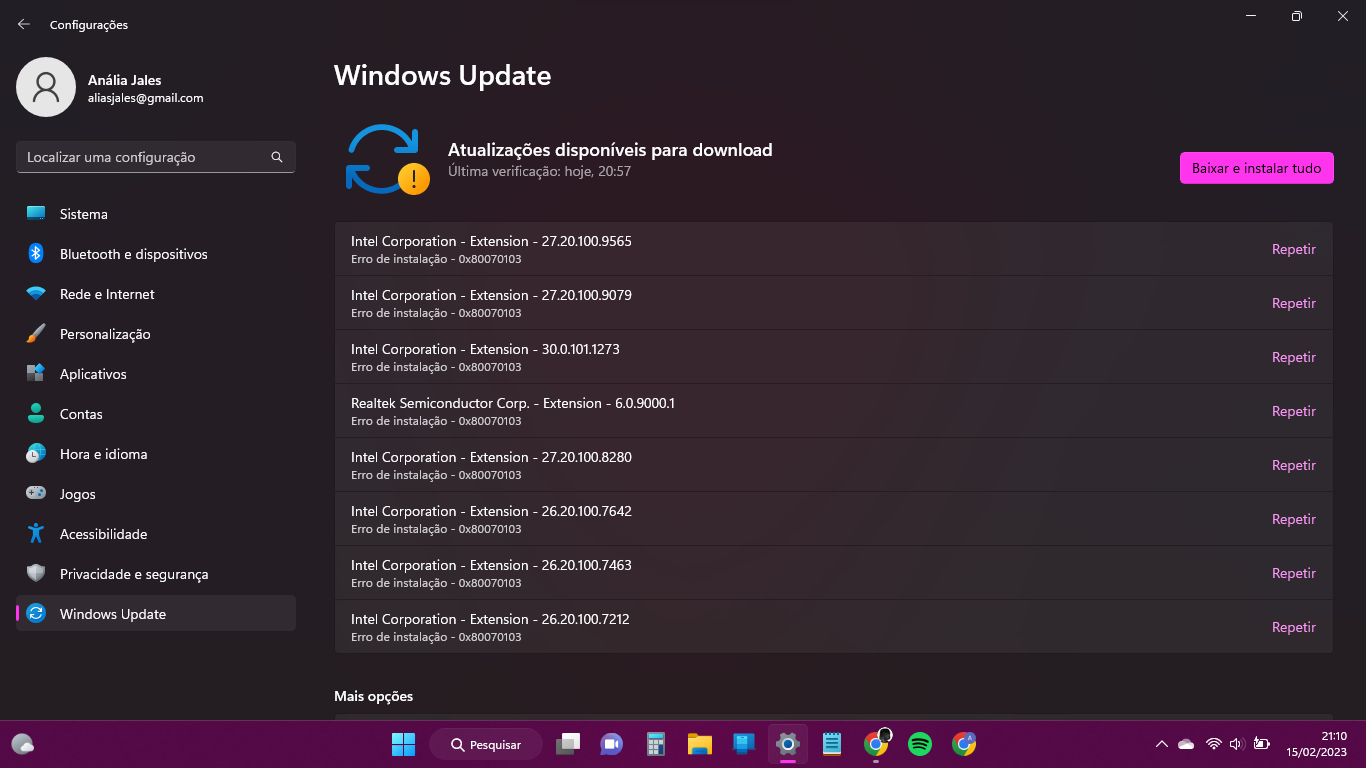 Configurações
Anália Jales
aliasjales@gmail.com
Localizar uma configuração
Sistema
Bluetooth e dispositivos
Rede e Internet
Personalização
Aplicativos
Contas
Hora e idioma
Jogos
Acessibilidade
Privacidade e segurança
Windows Update
Windows Update
Atualizações disponíveis para download
Última verificação: hoje, 20:57
Baixar e instalar tudo
Intel Corporation - Extension - 27.20.100.9565
Erro de instalação - 0x80070103
Repetir
Intel Corporation - Extension - 27.20.100.9079
Erro de instalação - 0x80070103
Repetir
Intel Corporation - Extension - 30.0.101.1273
Erro de instalação - 0x80070103
Repetir
Realtek Semiconductor Corp. - Extension - 6.0.9000.1
Erro de instalação - 0x80070103
Repetir
Intel Corporation - Extension - 27.20.100.8280
Erro de instalação - 0x80070103
Repetir
Intel Corporation - Extension - 26.20.100.7642
Erro de instalação - 0x80070103
Repetir
Intel Corporation - Extension - 26.20.100.7463
Erro de instalação - 0x80070103
Repetir
Intel Corporation - Extension - 26.20.100.7212
Erro de instalação - 0x80070103
Repetir
Mais opções
Pesquisar
21:10
15/02/2023